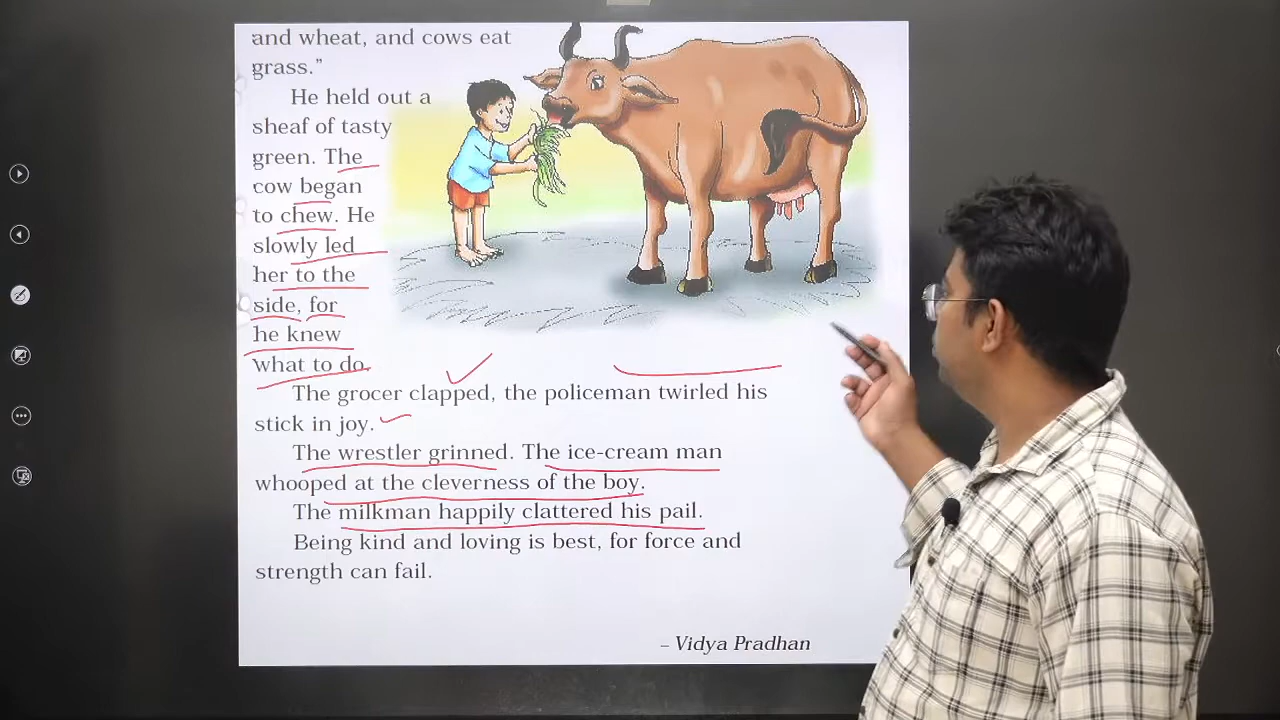 and wheat, and cows eat
grass."
He held out a
sheaf of tasty
green. The
cow began
to chew. He
slowly led
her to the
side, for
he knew
what to do.
The grocer clapped, the policeman twirled his
stick in joy.
The wrestler grinned. The ice-cream man
whooped at the cleverness of the boy.
The milkman happily clattered his pail.
Being kind and loving is best, for force and
strength can fail.
– Vidya Pradhan